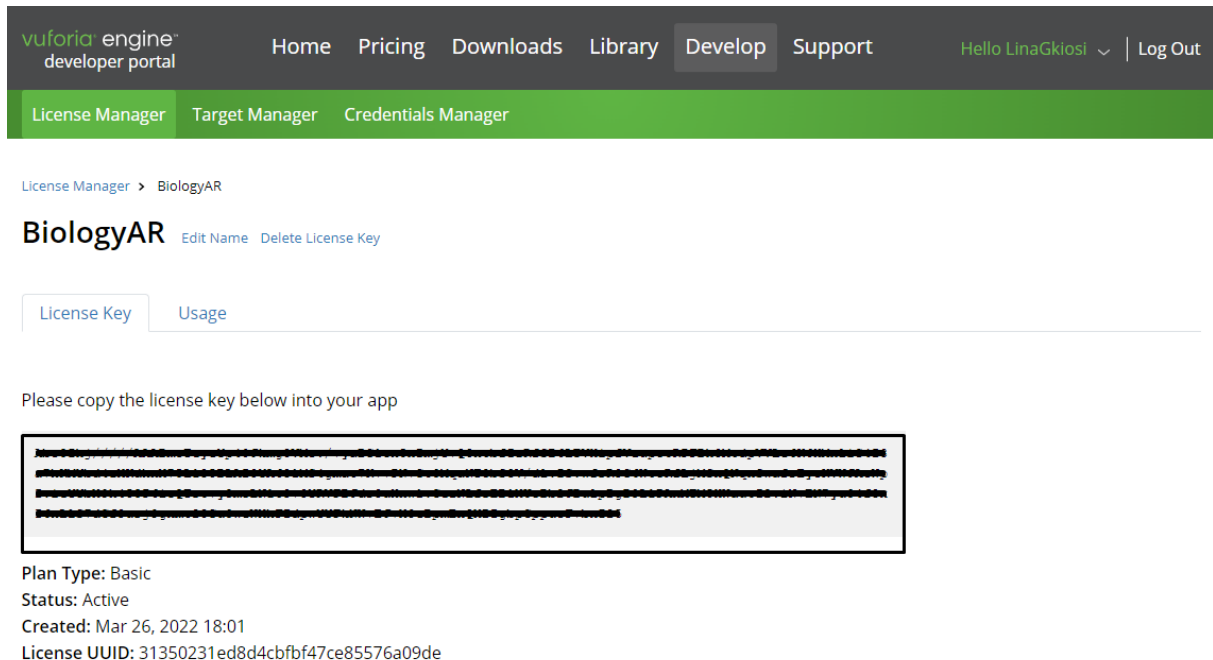 vuforia engine™
developer portal
Home Pricing Downloads Library Develop Support
Hello LinaGkiosi
Log Out
License Manager Target Manager Credentials Manager
License Manager > BiologyAR
BiologyAR Edit Name Delete License Key
License Key Usage
Please copy the license key below into your app
Plan Type: Basic
Status: Active
Created: Mar 26, 2022 18:01
License UUID: 31350231ed8d4cbfbf47ce85576a09de